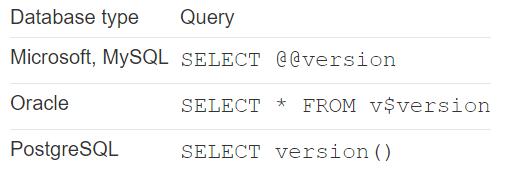 Database type Query
Microsoft, MySQL SELECT @@version
Oracle SELECT * FROM v$version
PostgreSQL SELECT version()